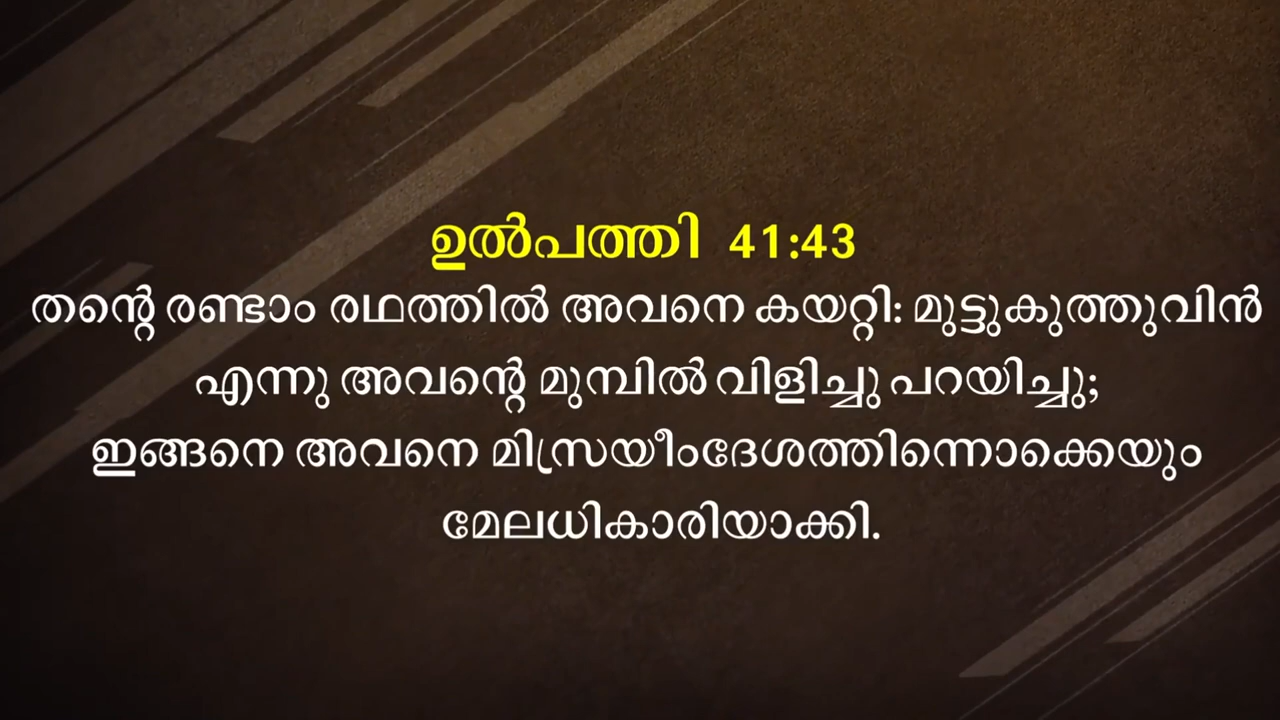 ഉൽപത്തി 41:43
തന്റെ രണ്ടാം രഥത്തിൽ അവനെ കയറ്റി: മുട്ടുകുത്തുവിൻ
എന്നു അവന്റെ മുമ്പിൽ വിളിച്ചു പറയിച്ചു;
ഇങ്ങനെ അവനെ മിസ്രയീംദേശത്തിന്നൊക്കെയും
മേലധികാരിയാക്കി.